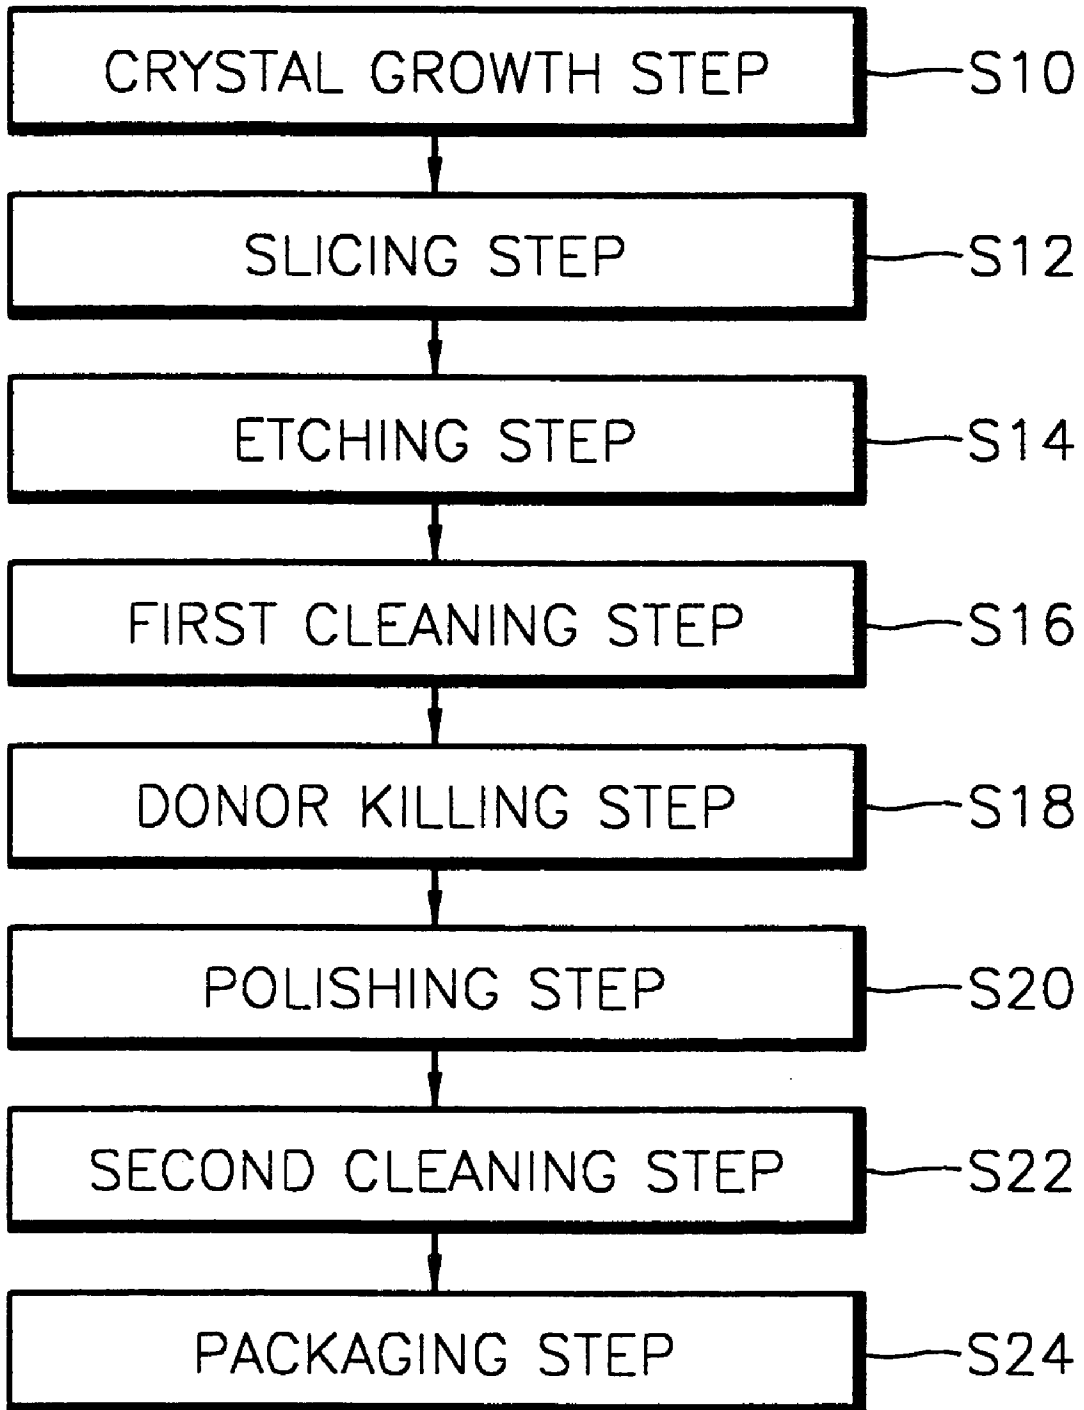 CRYSTAL GROWTH STEP S10
SLICING STEP S12
ETCHING STEP S14
FIRST CLEANING STEP S16
DONOR KILLING STEP S18
POLISHING STEP S20
SECOND CLEANING STEP S22
PACKAGING STEP S24